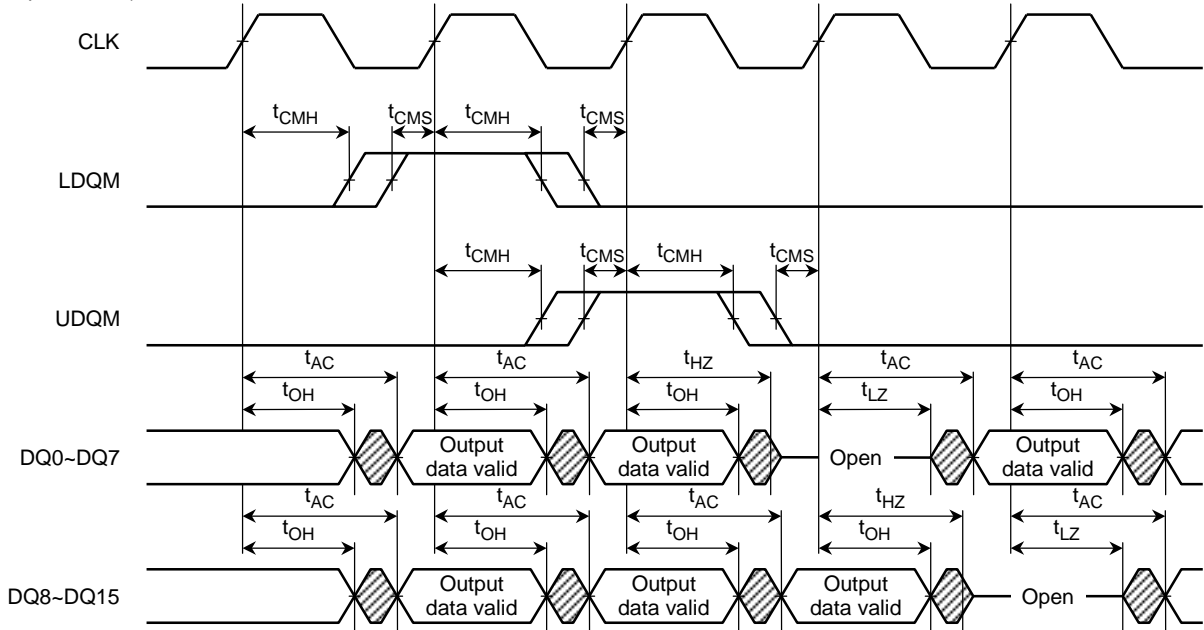 CLK
tCMH tCMS tCMH tCMS
LDQM
tCMH tCMS tCMH tCMS
UDQM
tAC tAC tHZ tAC tAC
tOH tOH tOH tLZ tOH
DQ0~DQ7 Output data valid Output data valid Open Output data valid
tAC tAC tAC tHZ tAC
tOH tOH tOH tOH tLZ
DQ8~DQ15 Output data valid Output data valid Output data valid Open